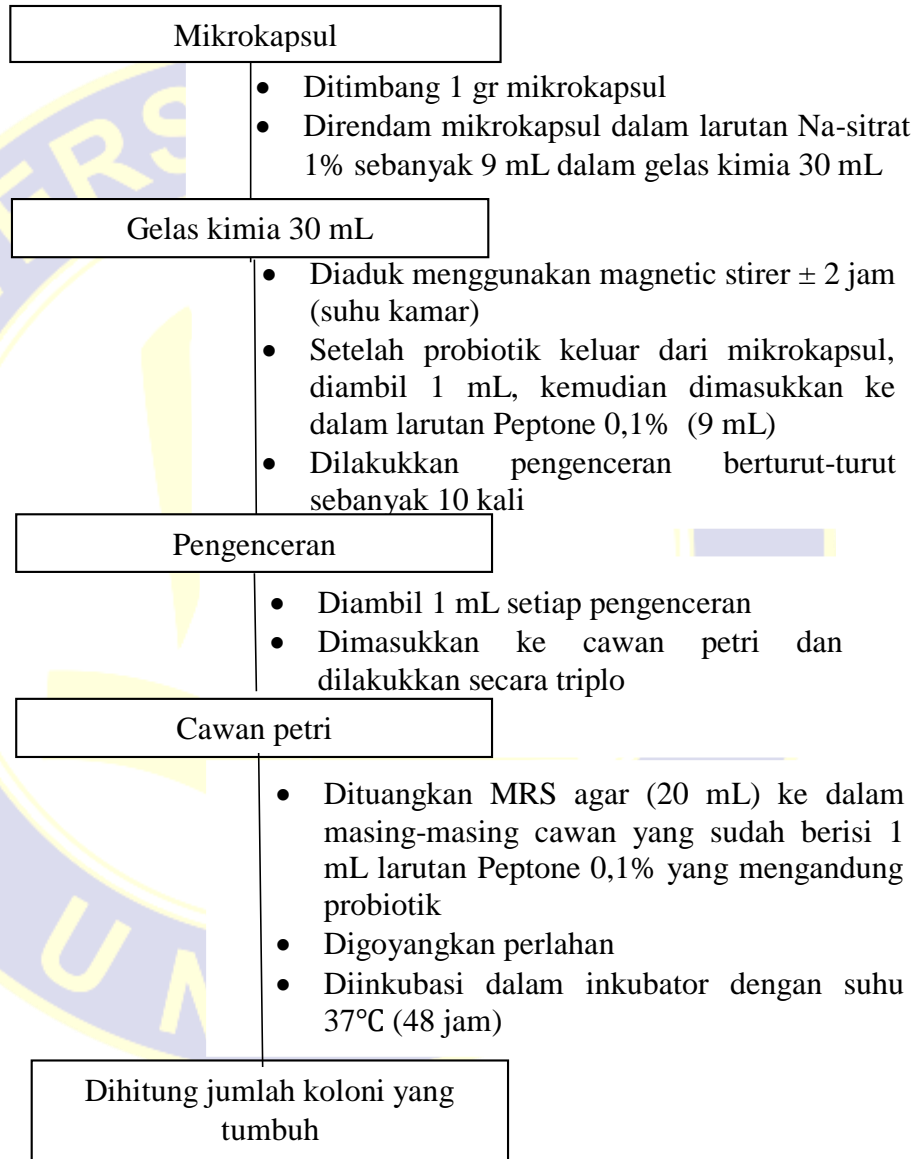 Mikrokapsul
• Ditimbang 1 gr mikrokapsul
• Direndam mikrokapsul dalam larutan Na-sitrat
1% sebanyak 9 mL dalam gelas kimia 30 mL
Gelas kimia 30 mL
• Diaduk menggunakan magnetic stirer ± 2 jam
(suhu kamar)
• Setelah probiotik keluar dari mikrokapsul,
diambil 1 mL, kemudian dimasukkan ke
dalam larutan Peptone 0,1% (9 mL)
• Dilakukkan pengenceran berturut-turut
sebanyak 10 kali
Pengenceran
• Diambil 1 mL setiap pengenceran
• Dimasukkan ke cawan petri dan
dilakukkan secara triplo
Cawan petri
• Dituangkan MRS agar (20 mL) ke dalam
masing-masing cawan yang sudah berisi 1
mL larutan Peptone 0,1% yang mengandung
probiotik
• Digoyangkan perlahan
• Diinkubasi dalam inkubator dengan suhu
37℃ (48 jam)
Dihitung jumlah koloni yang
tumbuh